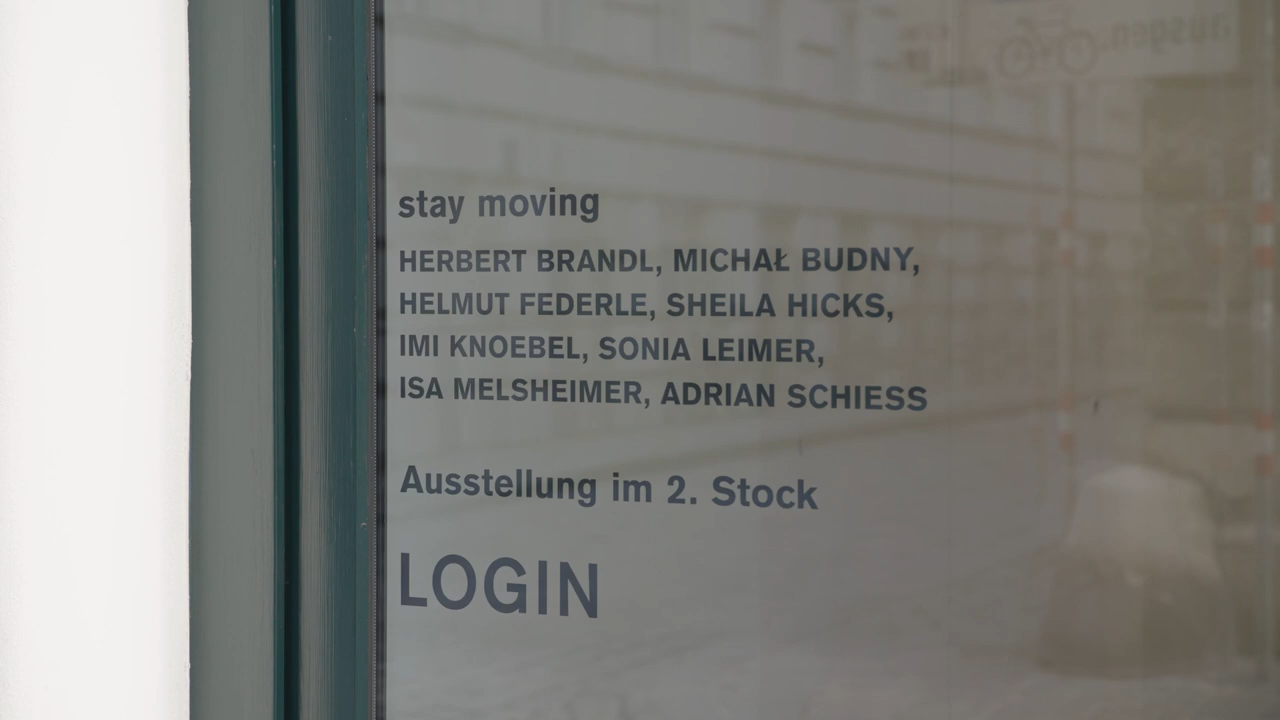 stay moving
HERBERT BRANDL, MICHAŁ BUDNY,
HELMUT FEDERLE, SHEILA HICKS,
IMI KNOEBEL, SONIA LEIMER,
ISA MELSHEIMER, ADRIAN SCHIESS
Ausstellung im 2. Stock
LOGIN
ausgen.